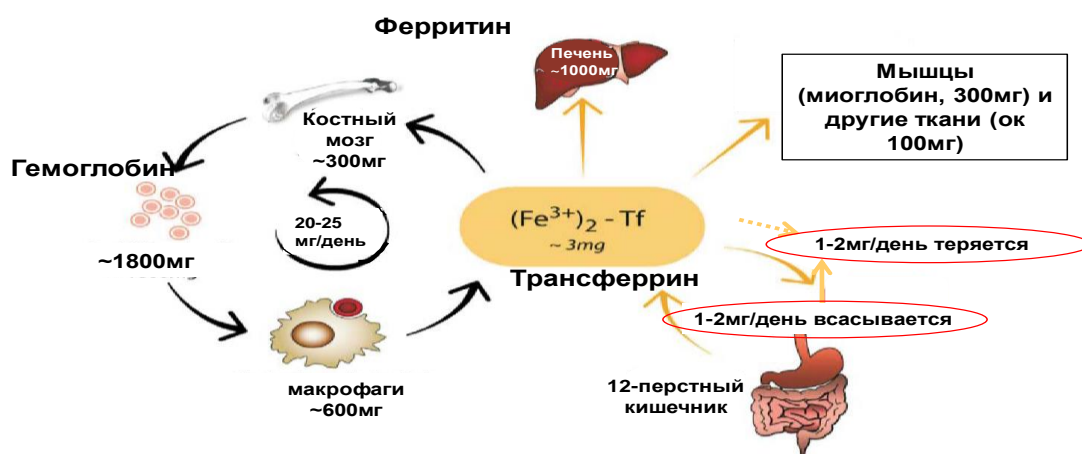 Ферритин
Печень
~1000мг
Мышцы
(миоглобин, 300мг) и
другие ткани (ок
100мг)
Костный
мозг
~300мг
Гемоглобин
20-25
мг/день
~1800мг
(Fe³⁺)₂ - Tf
~ 3mg
Трансферрин
1-2мг/день теряется
1-2мг/день всасывается
макрофаги
~600мг
12-перстный
кишечник